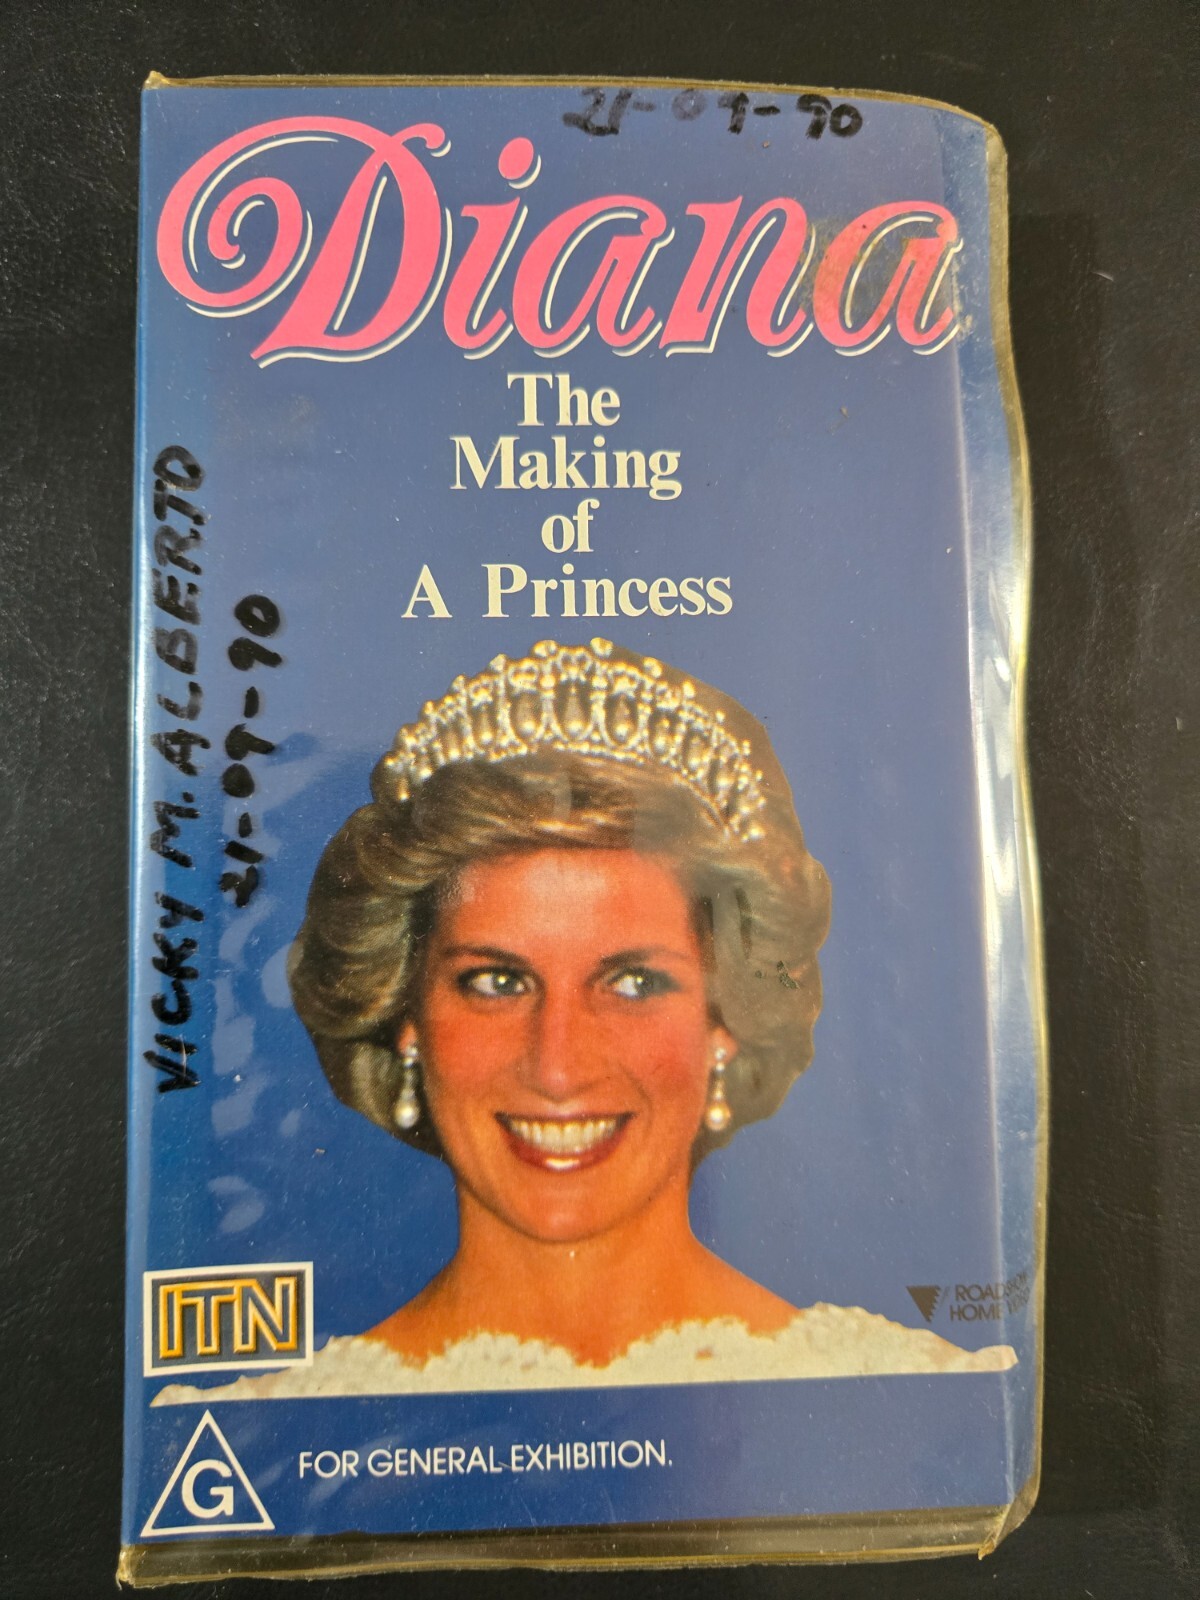 21-09-90
Diana
The
Making
of
A Princess
VICKY M. ALBERTO
21-09-90
ITN
ROADSHOW
HOME VIDEO
G
FOR GENERAL EXHIBITION.